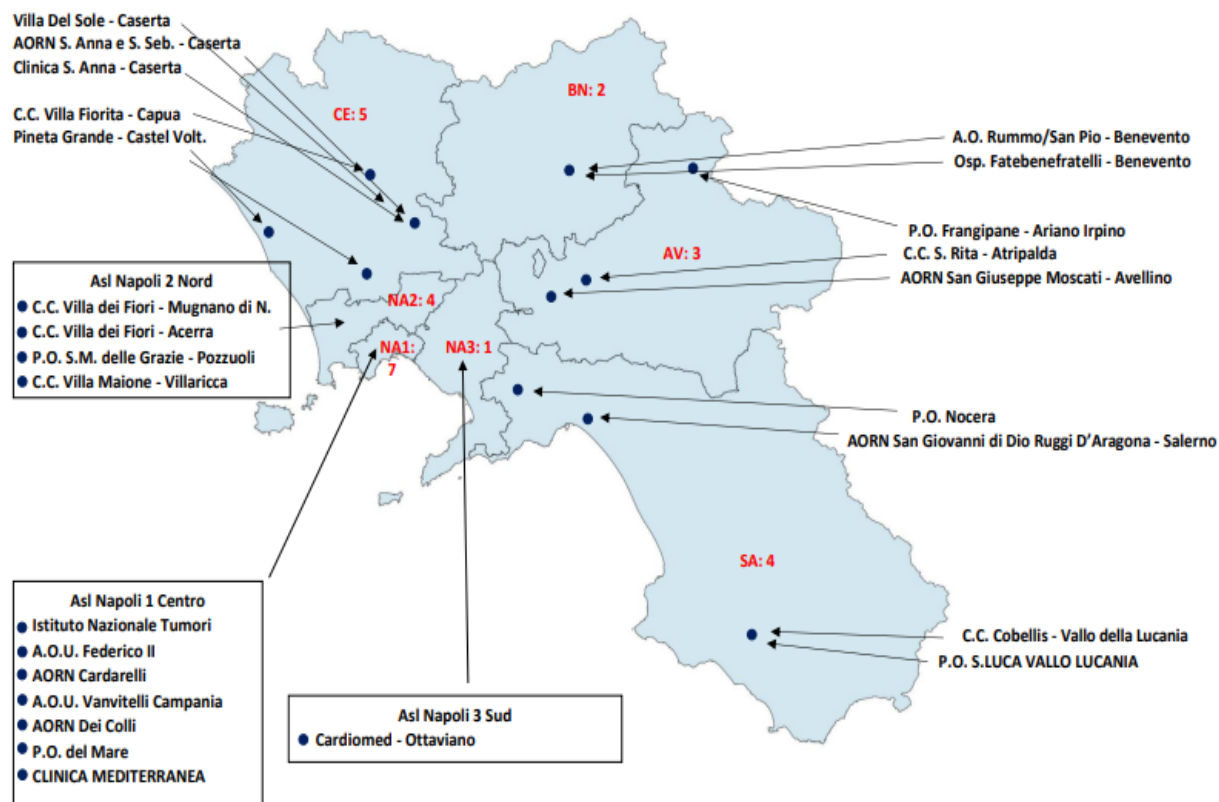 Villa Del Sole - Caserta
AORN S. Anna e S. Seb. - Caserta
Clinica S. Anna - Caserta
C.C. Villa Fiorita - Capua
Pineta Grande - Castel Volt.
CE: 5
BN: 2
A.O. Rummo/San Pio - Benevento
Osp. Fatebenefratelli - Benevento
P.O. Frangipane - Ariano Irpino
C.C. S. Rita - Atripalda
AORN San Giuseppe Moscati - Avellino
AV: 3
Asl Napoli 2 Nord
C.C. Villa dei Fiori - Mugnano di N.
C.C. Villa dei Fiori - Acerra
P.O. S.M. delle Grazie - Pozzuoli
C.C. Villa Maione - Villaricca
NA2: 4
NA1:
7
NA3: 1
P.O. Nocera
AORN San Giovanni di Dio Ruggi D'Aragona - Salerno
SA: 4
C.C. Cobellis - Vallo della Lucania
P.O. S.LUCA VALLO LUCANIA
Asl Napoli 1 Centro
Istituto Nazionale Tumori
A.O.U. Federico II
AORN Cardarelli
A.O.U. Vanvitelli Campania
AORN Dei Colli
P.O. del Mare
CLINICA MEDITERRANEA
Asl Napoli 3 Sud
Cardiomed - Ottaviano